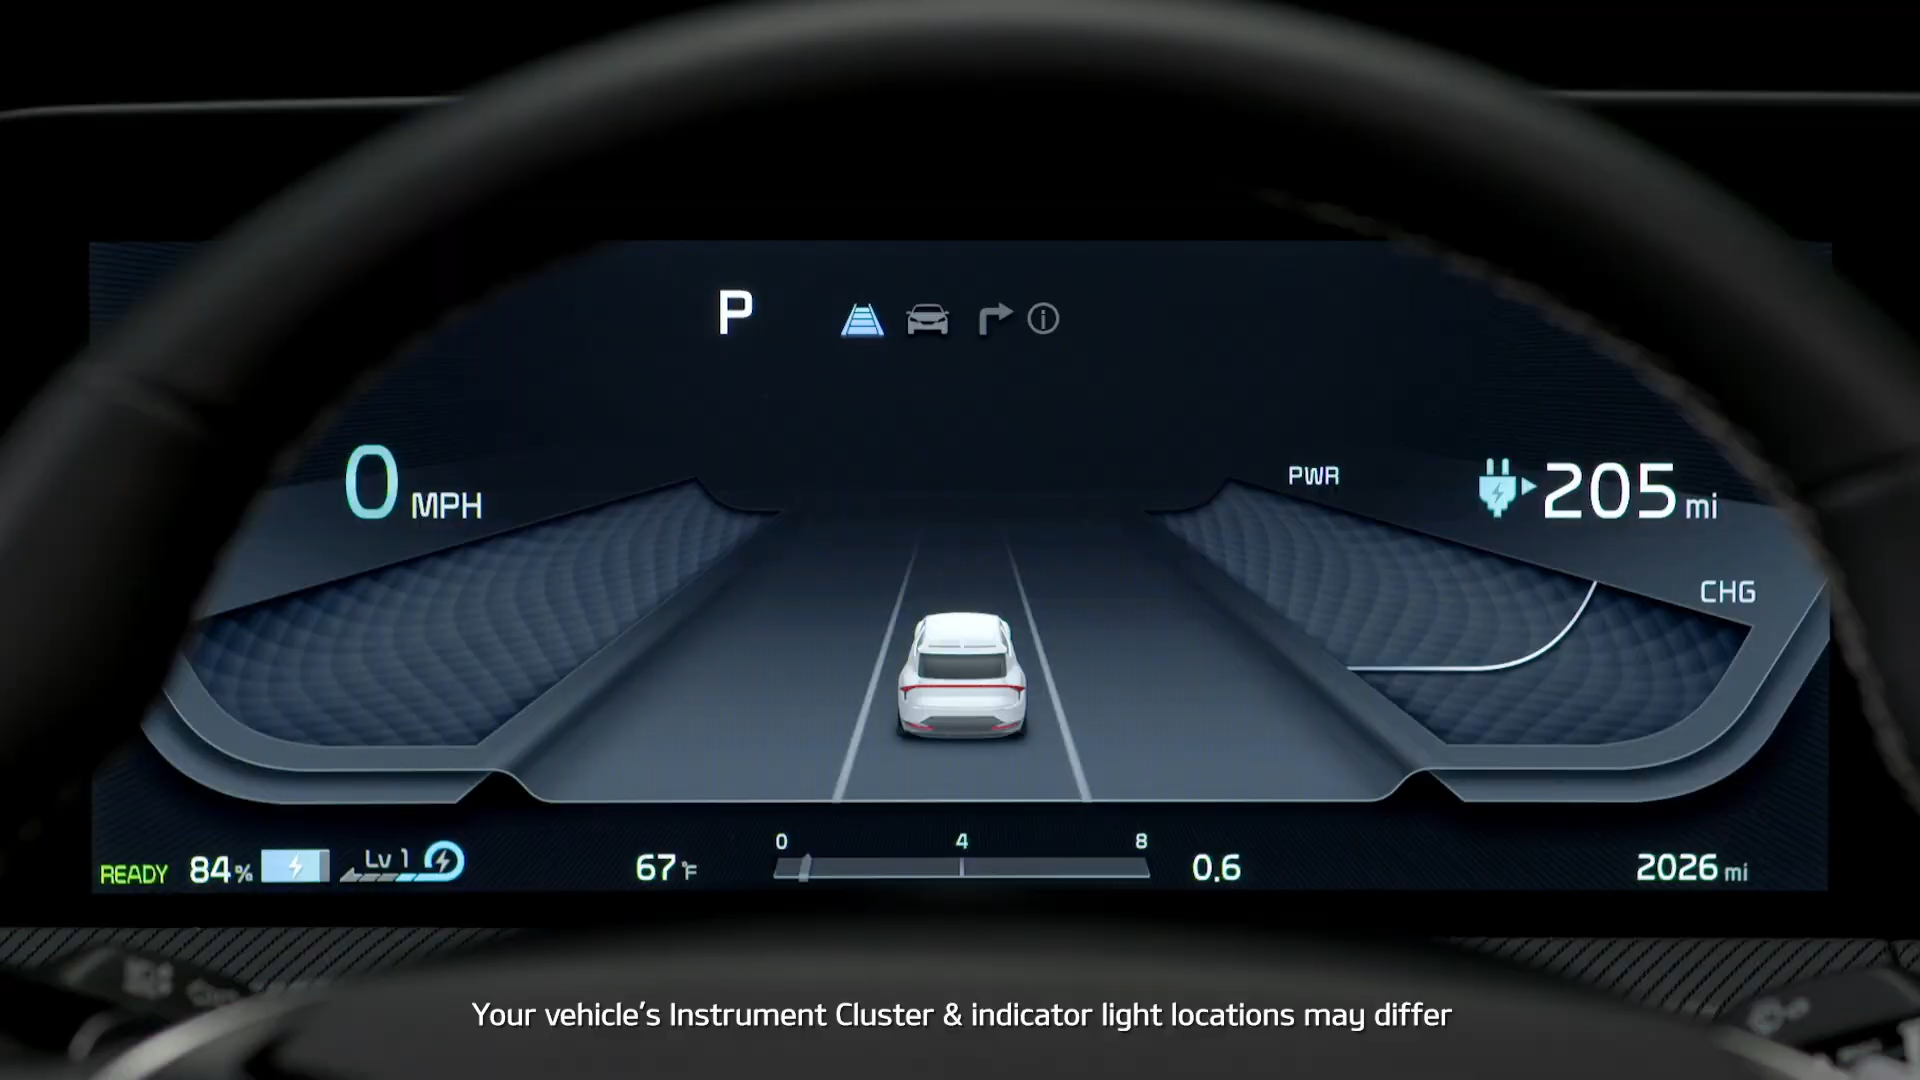 P
0 MPH
PWR
205 mi
CHG
0 4 8
READY 84% Lv 1 67°F 0.6 2026 mi
Your vehicle's Instrument Cluster & indicator light locations may differ